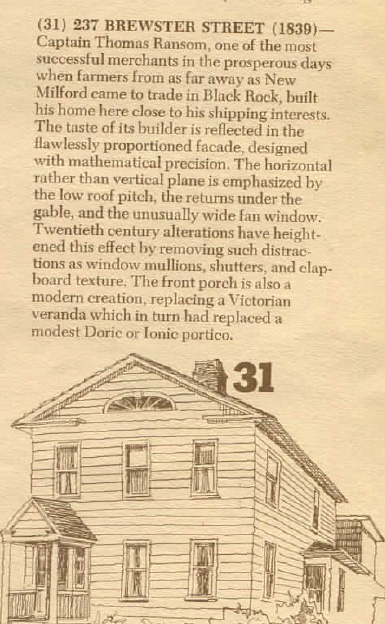 (31) 237 BREWSTER STREET (1839)—
Captain Thomas Ransom, one of the most
successful merchants in the prosperous days
when farmers from as far away as New
Milford came to trade in Black Rock, built
his home here close to his shipping interests.
The taste of its builder is reflected in the
flawlessly proportioned facade, designed
with mathematical precision. The horizontal
rather than vertical plane is emphasized by
the low roof pitch, the returns under the
gable, and the unusually wide fan window.
Twentieth century alterations have height-
ened this effect by removing such distrac-
tions as window mullions, shutters, and clap-
board texture. The front porch is also a
modern creation, replacing a Victorian
veranda which in turn had replaced a
modest Doric or Ionic portico.
31